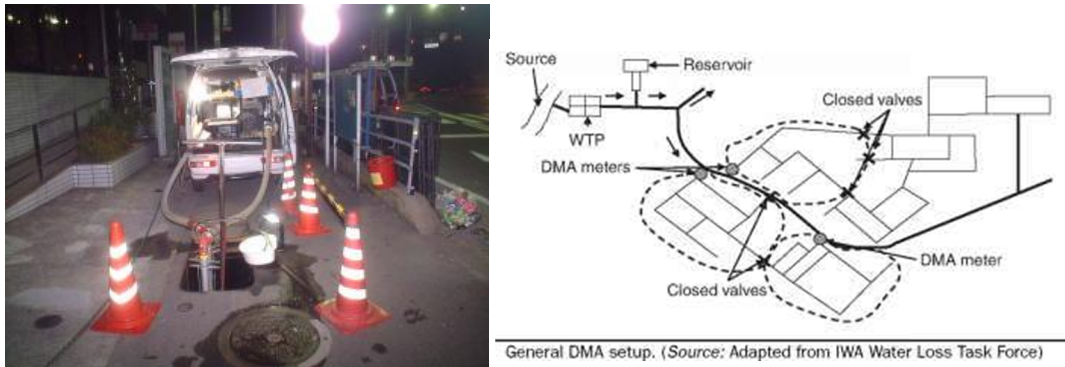 Source
Reservoir
WTP
Closed valves
DMA meters
DMA meter
Closed valves
General DMA setup. (Source: Adapted from IWA Water Loss Task Force)